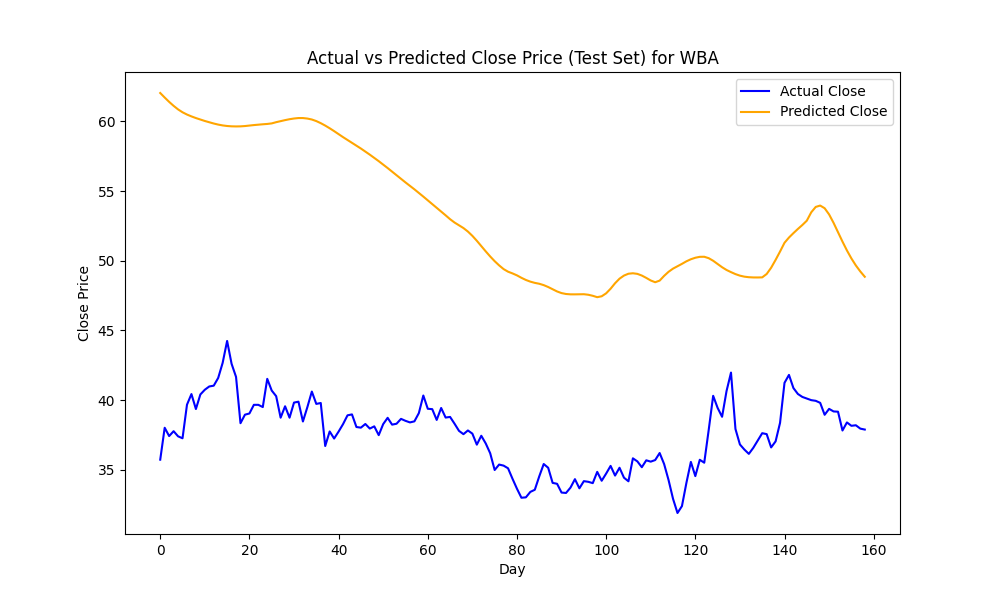 Actual vs Predicted Close Price (Test Set) for WBA
Actual Close
Predicted Close
Close Price
60
55
50
45
40
35
0 20 40 60 80 100 120 140 160
Day